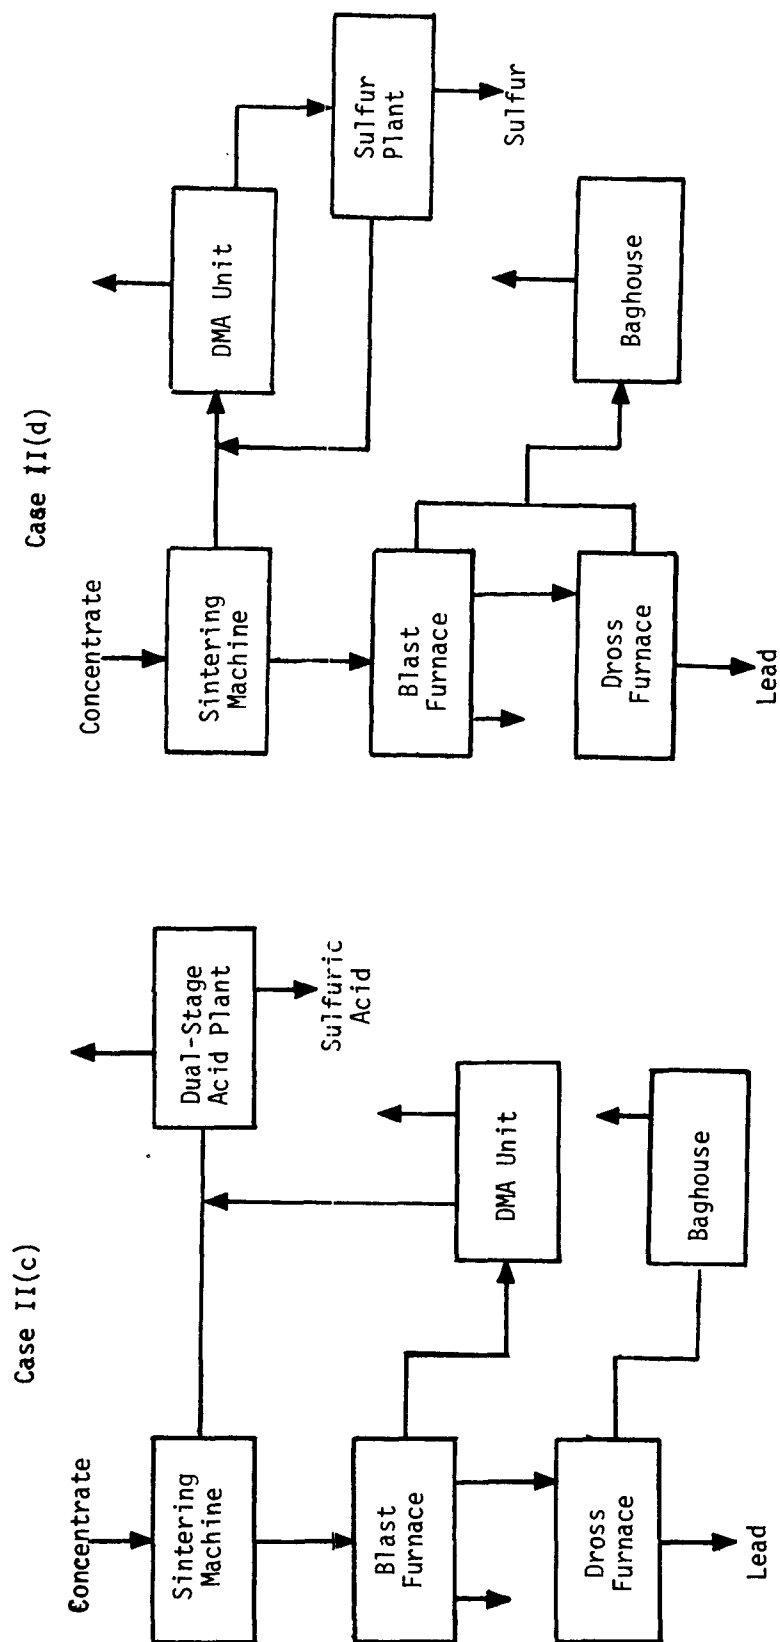 Case II(c)
Concentrate
Sintering
Machine
Dual-Stage
Acid Plant
Sulfuric
Acid
Blast
Furnace
DMA Unit
Dross
Furnace
Baghouse
Lead
Case II(d)
Concentrate
Sintering
Machine
DMA Unit
Sulfur
Plant
Sulfur
Blast
Furnace
Baghouse
Dross
Furnace
Lead